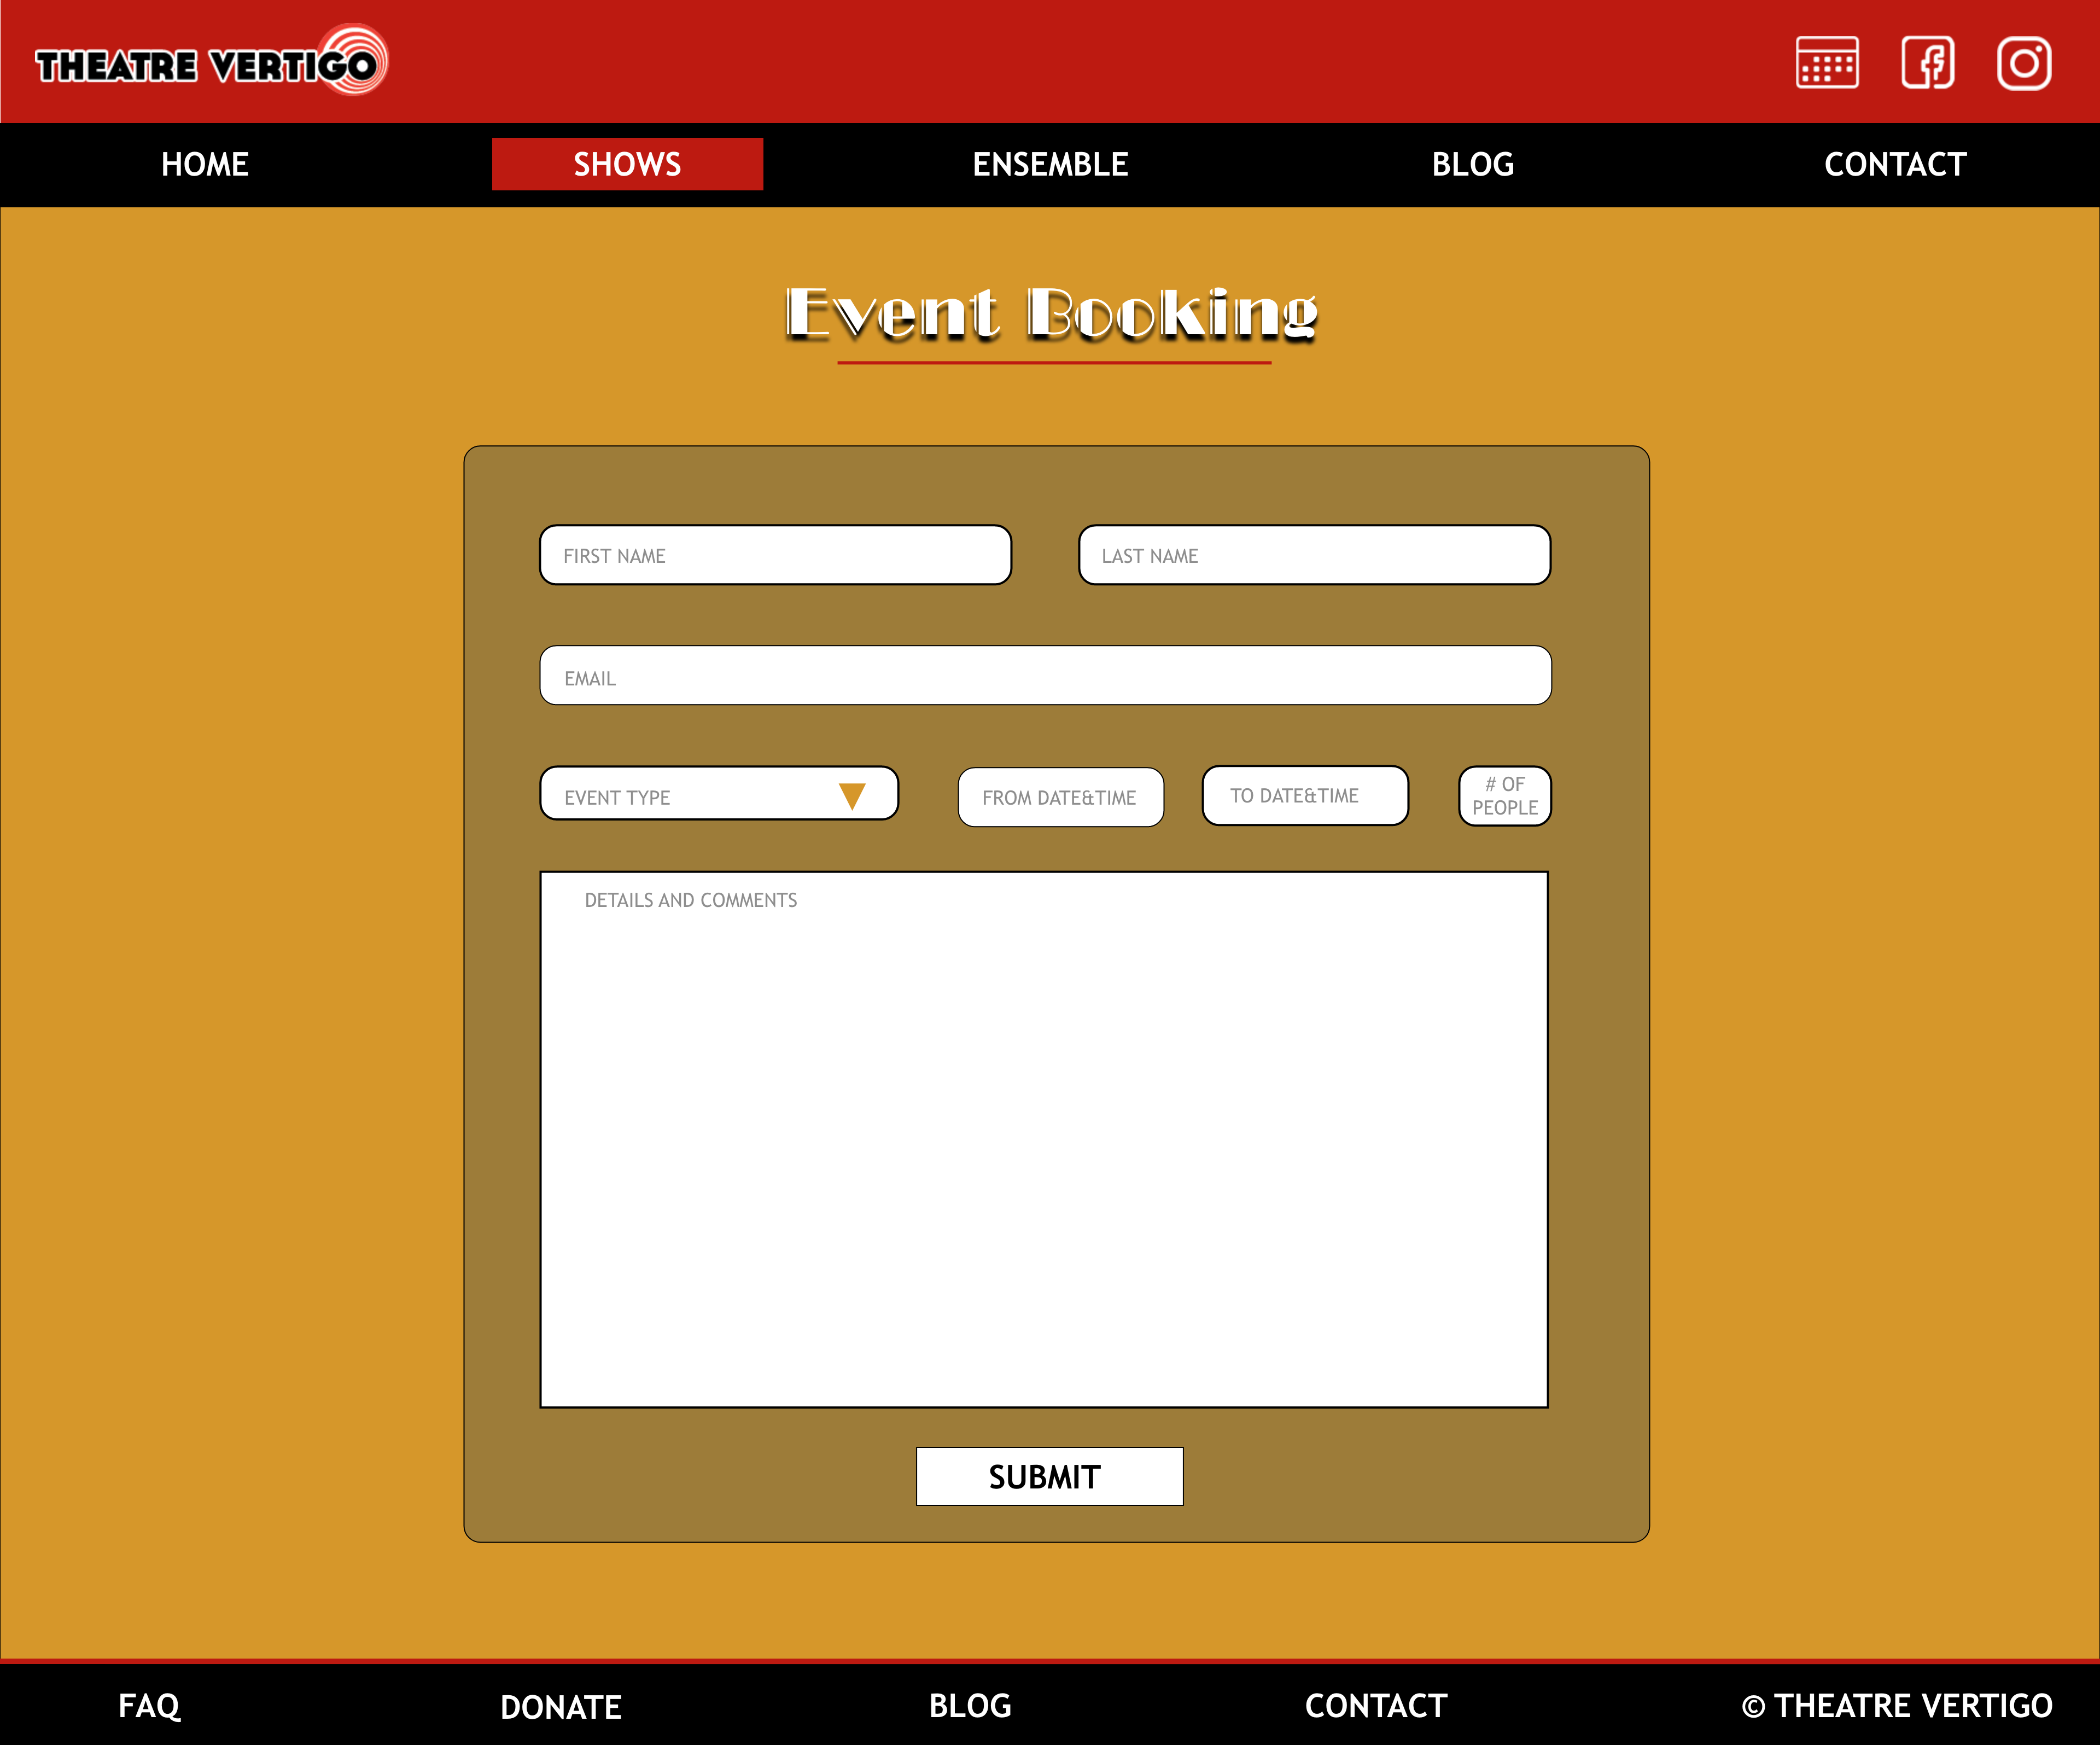 THEATRE VERTIGO
HOME SHOWS ENSEMBLE BLOG CONTACT
Event Booking
FIRST NAME LAST NAME
EMAIL
EVENT TYPE FROM DATE&TIME TO DATE&TIME # OF
PEOPLE
DETAILS AND COMMENTS
SUBMIT
FAQ DONATE BLOG CONTACT © THEATRE VERTIGO